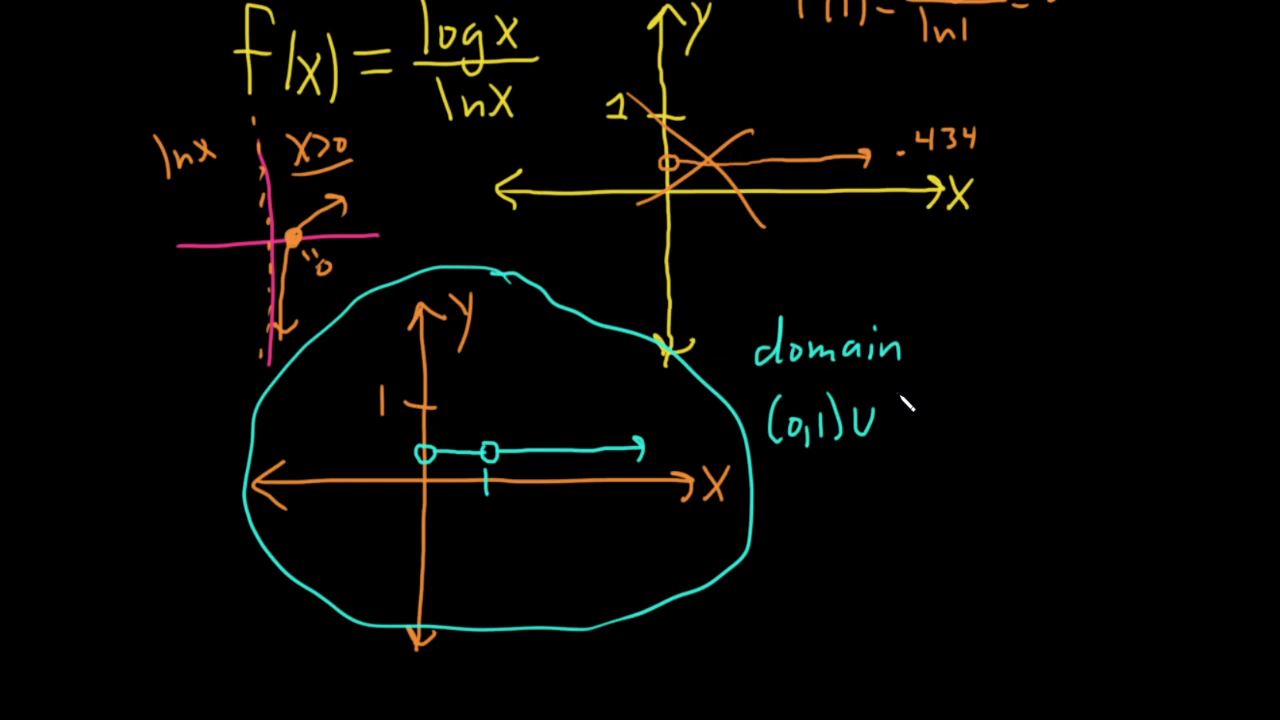 f(x) = log x / ln x
y
1
.434
x
ln x
x>0
"0
y
1
1
x
domain
(0,1) U